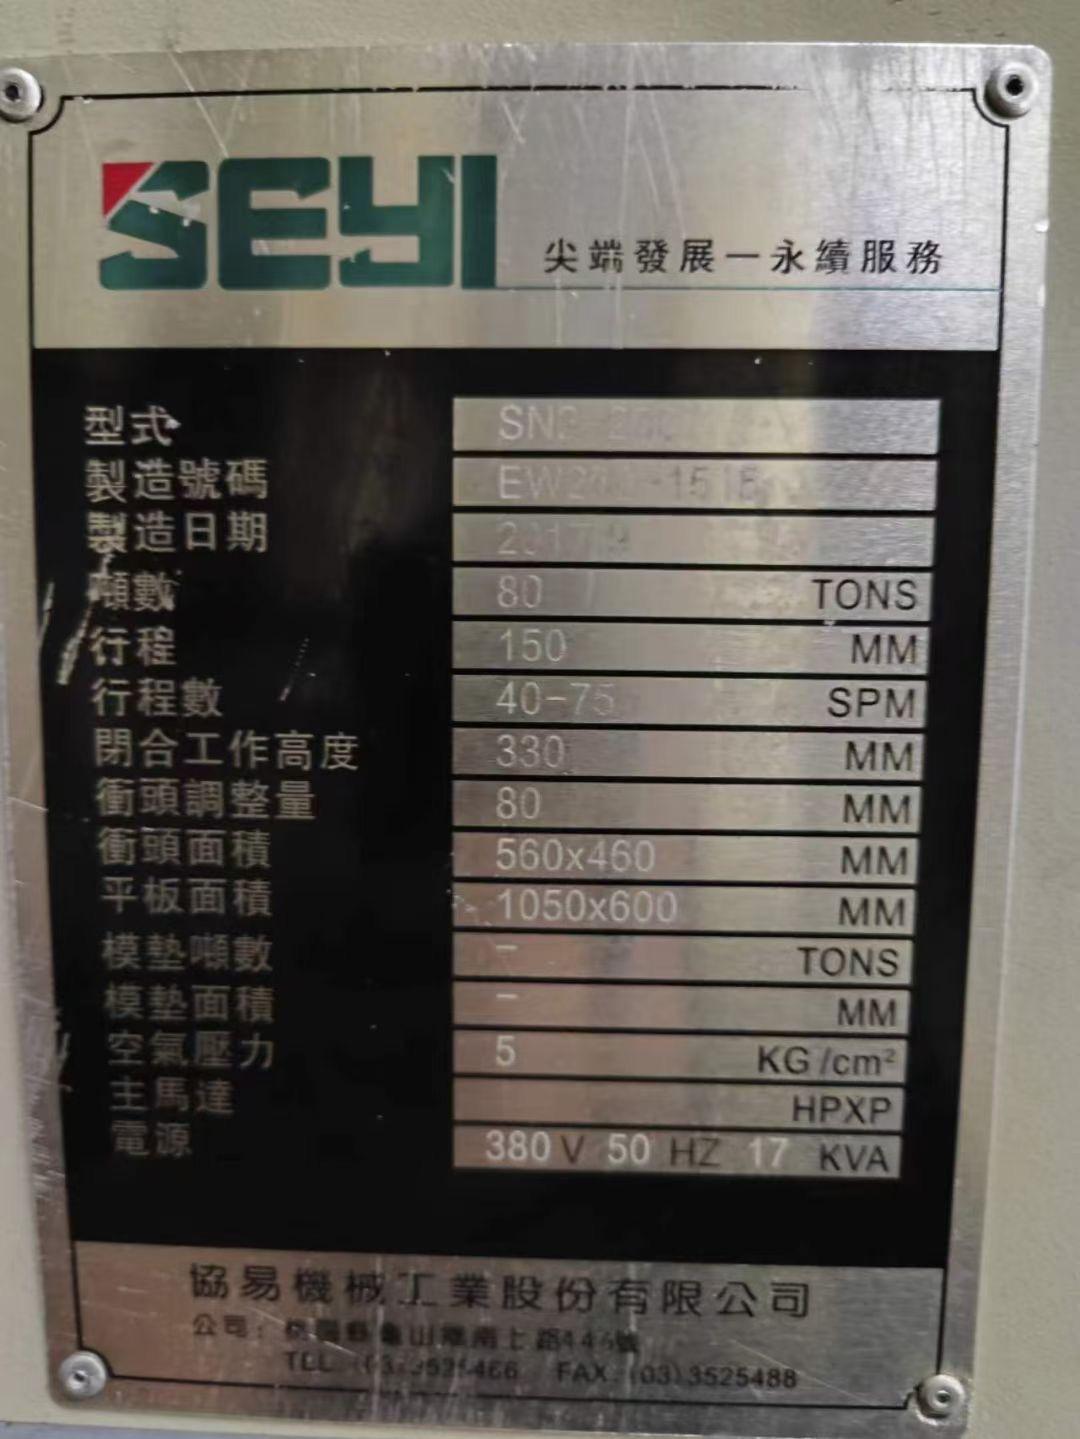 SEYI
尖端發展一永續服務
型式
製造號碼
製造日期
噸數 80 TONS
行程 150 MM
行程數 40-75 SPM
閉合工作高度 330 MM
衝頭調整量 80 MM
衝頭面積 560x460 MM
平板面積 1050x600 MM
模墊噸數 - TONS
模墊面積 - MM
空氣壓力 5 KG/cm²
主馬達 HPXP
電源 380 V 50 HZ 17 KVA
協易機械工業股份有限公司
公司:
FAX:(03)3525488